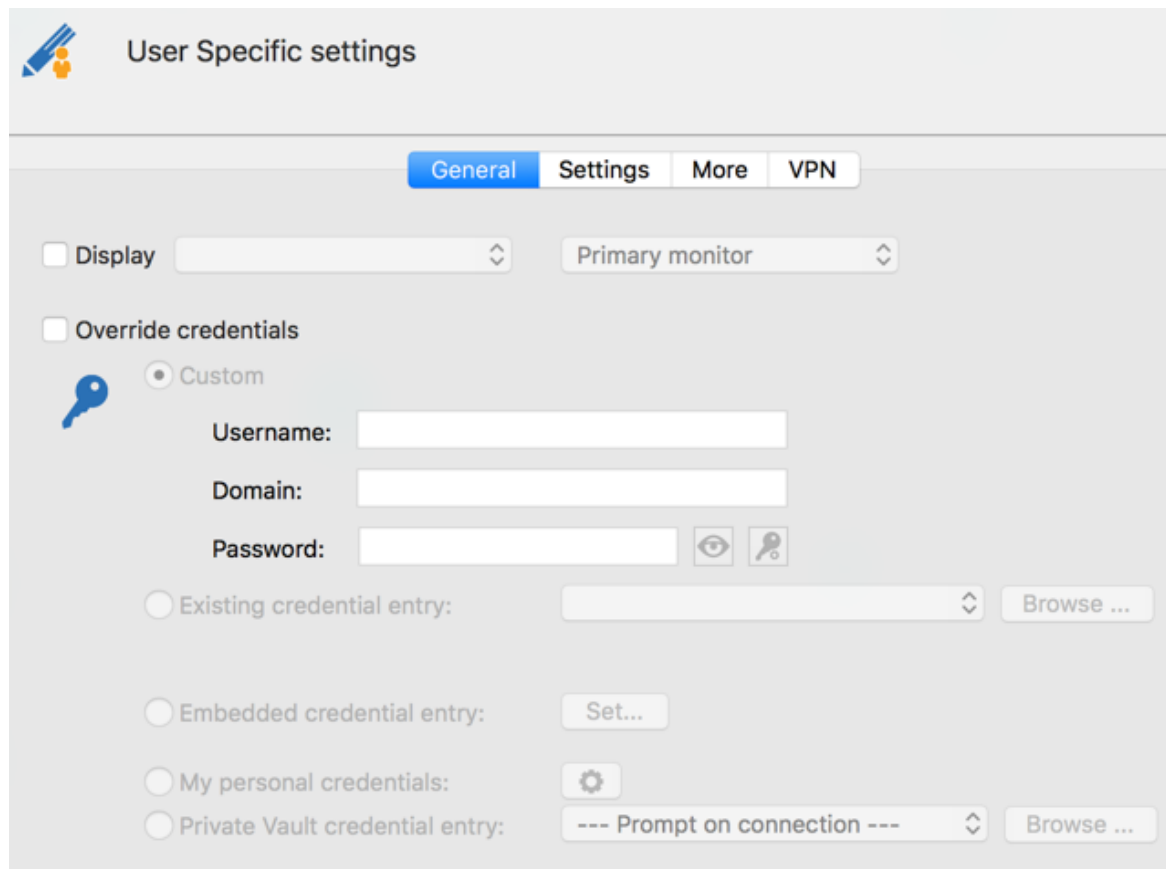 User Specific settings
General Settings More VPN
Display Primary monitor
Override credentials
Custom
Username:
Domain:
Password:
Existing credential entry: Browse ...
Embedded credential entry: Set...
My personal credentials:
Private Vault credential entry: --- Prompt on connection --- Browse ...